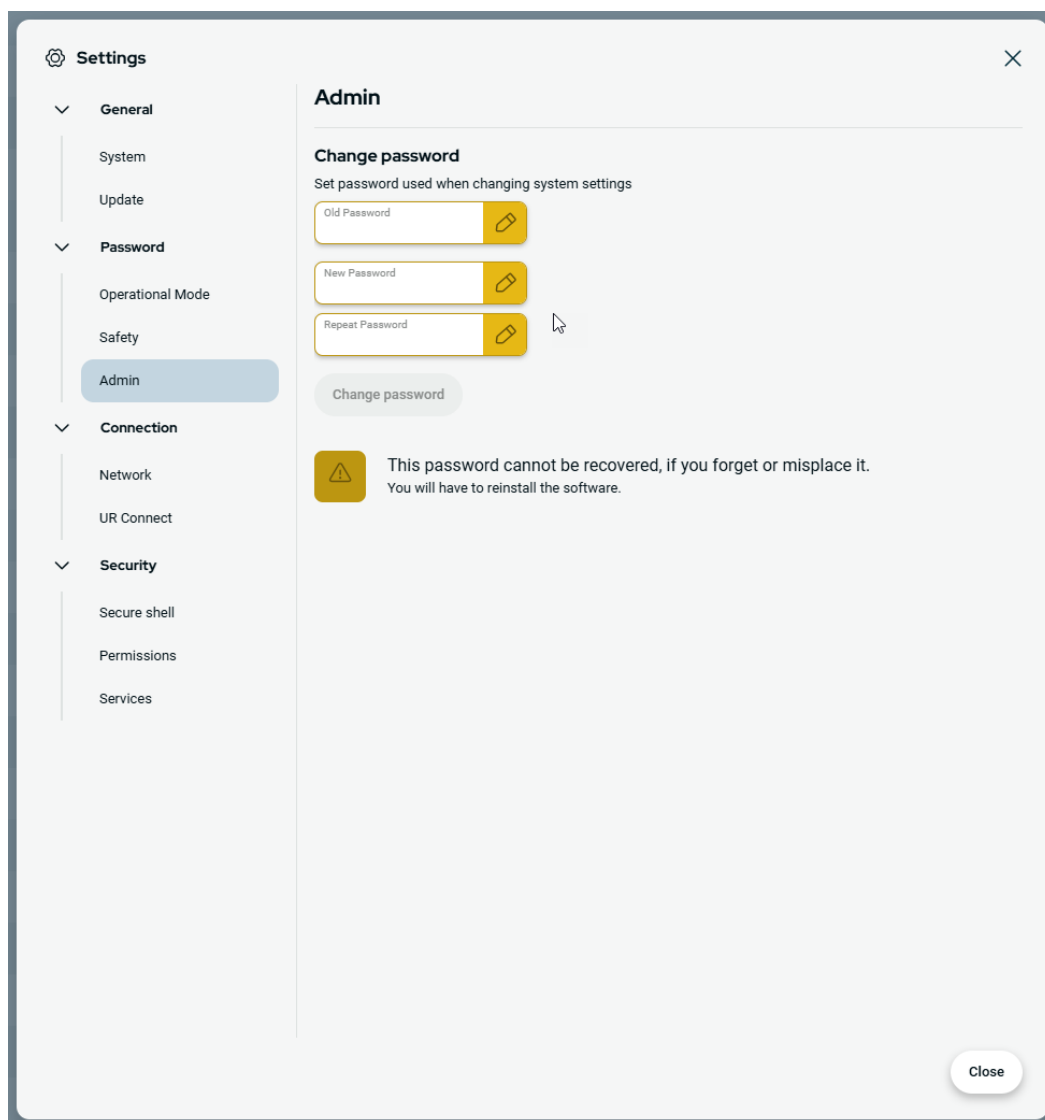 Settings
General
System
Update
Password
Operational Mode
Safety
Admin
Connection
Network
UR Connect
Security
Secure shell
Permissions
Services
Admin
Change password
Set password used when changing system settings
Old Password
New Password
Repeat Password
Change password
This password cannot be recovered, if you forget or misplace it.
You will have to reinstall the software.
Close